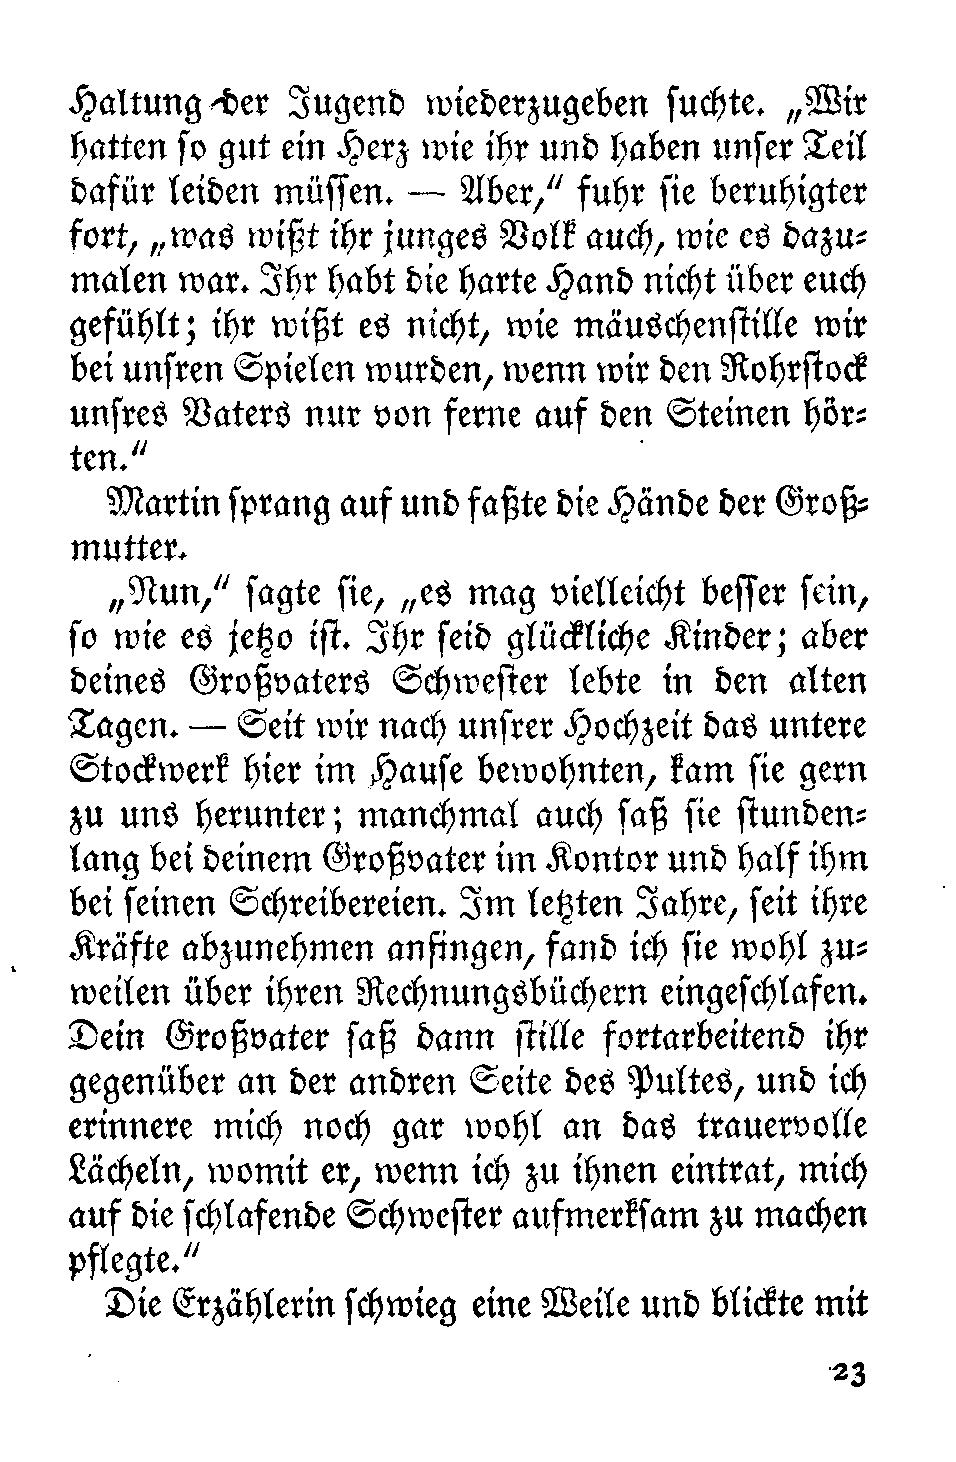 Haltung der Jugend wiederzugeben suchte. „Wir
hatten so gut ein Herz wie ihr und haben unser Teil
dafür leiden müssen. — Aber,“ fuhr sie beruhigter
fort, „was wißt ihr junges Volk auch, wie es dazu-
malen war. Ihr habt die harte Hand nicht über euch
gefühlt; ihr wißt es nicht, wie mäuschenstille wir
bei unsren Spielen wurden, wenn wir den Rohrstock
unsres Vaters nur von ferne auf den Steinen hör-
ten.“
Martin sprang auf und faßte die Hände der Groß-
mutter.
„Nun,“ sagte sie, „es mag vielleicht besser sein,
so wie es jetzo ist. Ihr seid glückliche Kinder; aber
deines Großvaters Schwester lebte in den alten
Tagen. — Seit wir nach unsrer Hochzeit das untere
Stockwerk hier im Hause bewohnten, kam sie gern
zu uns herunter; manchmal auch saß sie stunden-
lang bei deinem Großvater im Kontor und half ihm
bei seinen Schreibereien. Im letzten Jahre, seit ihre
Kräfte abzunehmen anfingen, fand ich sie wohl zu-
weilen über ihren Rechnungsbüchern eingeschlafen.
Dein Großvater saß dann stille fortarbeitend ihr
gegenüber an der andren Seite des Pultes, und ich
erinnere mich noch gar wohl an das trauervolle
Lächeln, womit er, wenn ich zu ihnen eintrat, mich
auf die schlafende Schwester aufmerksam zu machen
pflegte.“
Die Erzählerin schwieg eine Weile und blickte mit
23